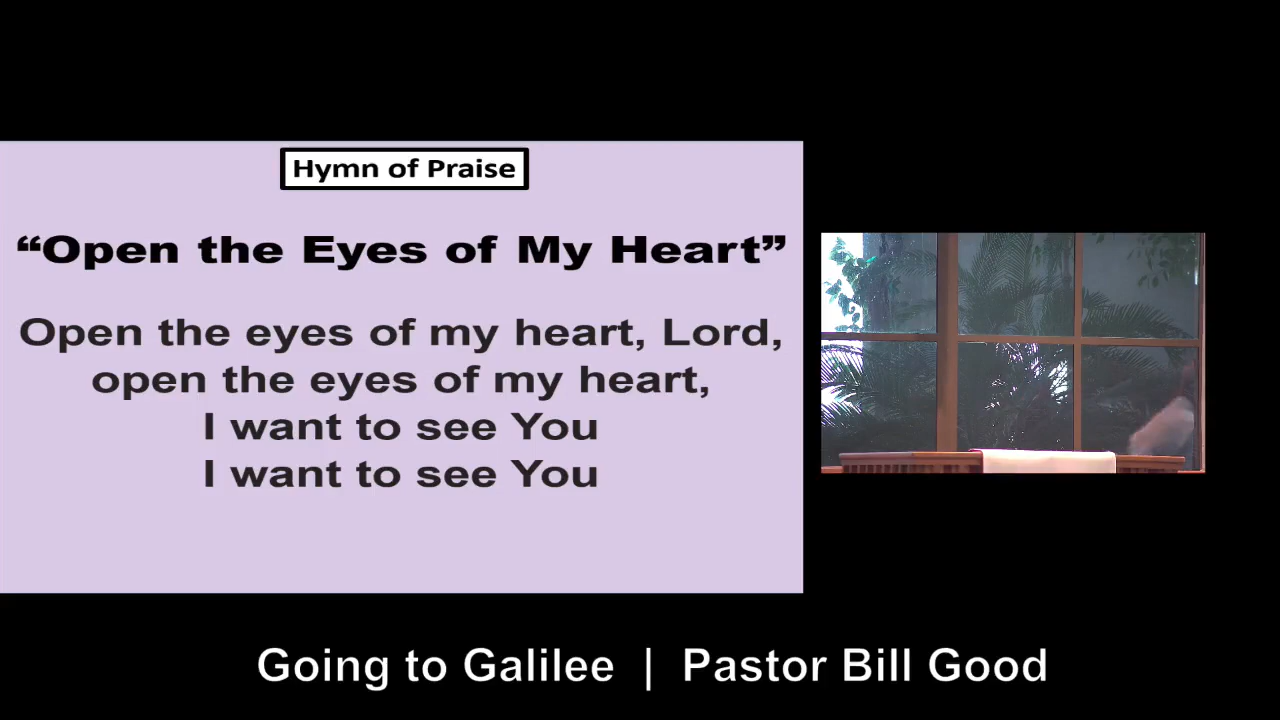 Hymn of Praise
“Open the Eyes of My Heart”
Open the eyes of my heart, Lord,
open the eyes of my heart,
I want to see You
I want to see You
Going to Galilee | Pastor Bill Good